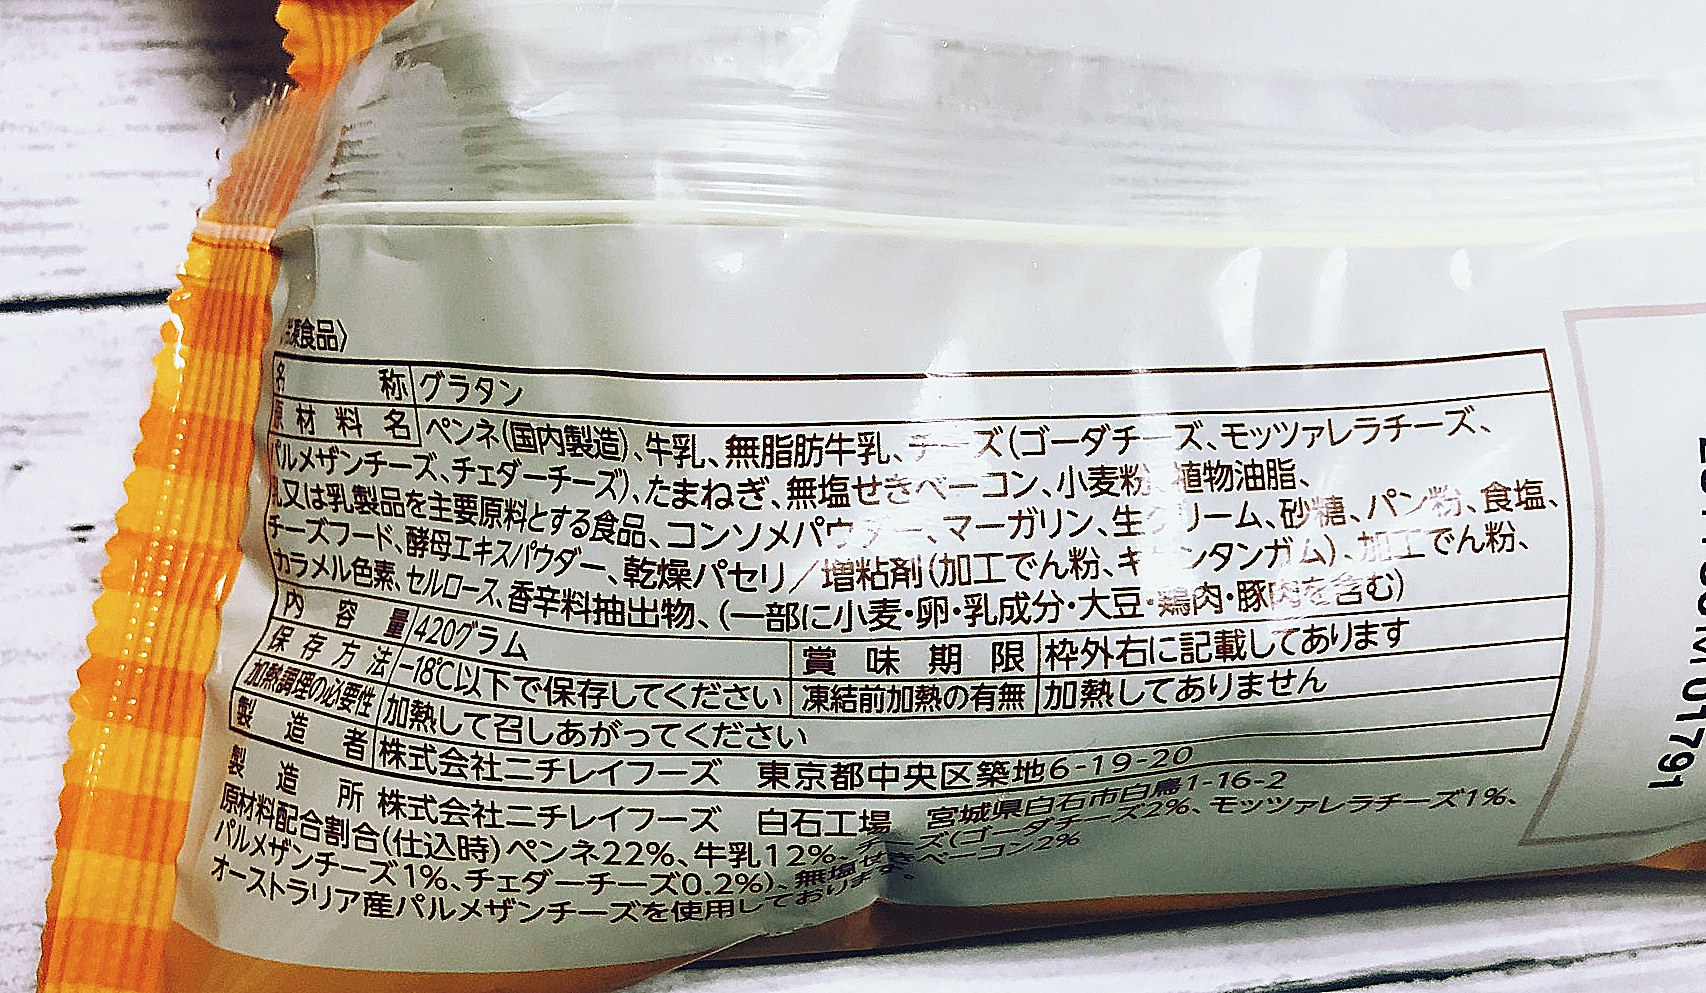 冷凍食品〉
名 称 グラタン
原材料名 ペンネ(国内製造)、牛乳、無脂肪牛乳、チーズ(ゴーダチーズ、モッツァレラチーズ、
パルメザンチーズ、チェダーチーズ)、たまねぎ、無塩せきベーコン、小麦粉、植物油脂、
乳又は乳製品を主要原料とする食品、コンソメパウダー、マーガリン、生クリーム、砂糖、パン粉、食塩、
チーズフード、酵母エキスパウダー、乾燥パセリ/増粘剤(加工でん粉、キサンタンガム)、加工でん粉、
カラメル色素、セルロース、香辛料抽出物、(一部に小麦・卵・乳成分・大豆・鶏肉・豚肉を含む)
内容量 420グラム 賞味期限 枠外右に記載してあります
保存方法 -18℃以下で保存してください 凍結前加熱の有無 加熱してありません
加熱調理の必要性 加熱して召しあがってください
製造者 株式会社ニチレイフーズ 東京都中央区築地6-19-20
製造所 株式会社ニチレイフーズ 白石工場 宮城県白石市白鳥1-16-2
原材料配合割合(仕込時)ペンネ22%、牛乳12%、チーズ(ゴーダチーズ2%、モッツァレラチーズ1%、
パルメザンチーズ1%、チェダーチーズ0.2%)、無塩せきベーコン2%
オーストラリア産パルメザンチーズを使用しております。